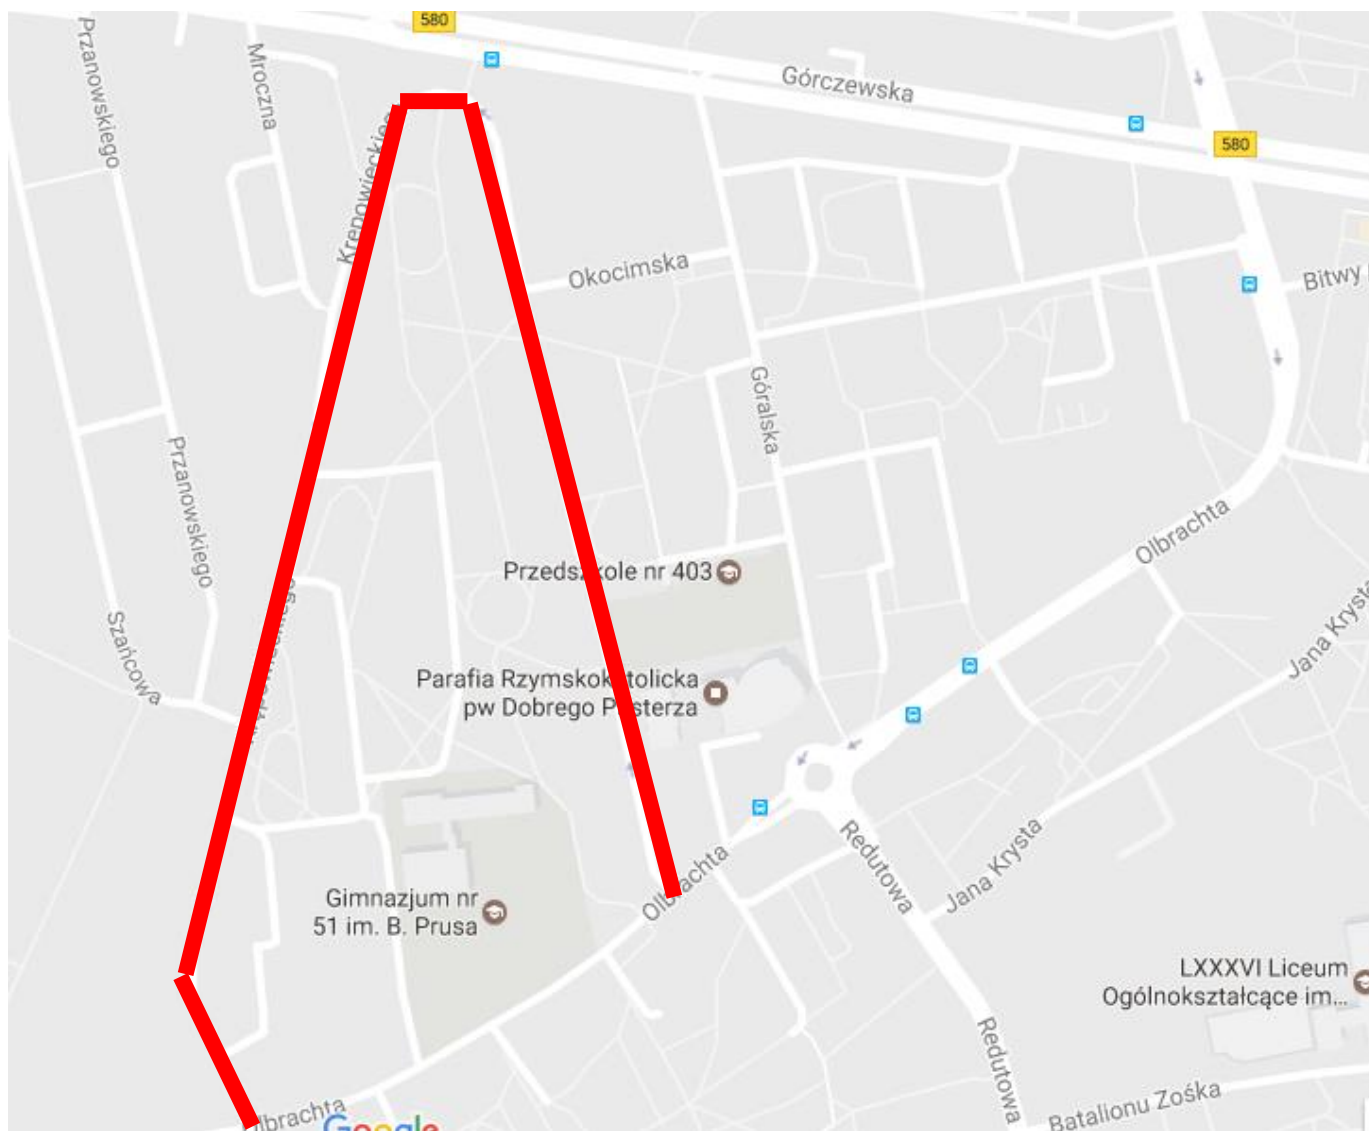 580
Przanowskiego
Mroczna
Górczewska
580
Okocimska
Bitwy
Góralska
Przanowskiego
Olbrachta
Przedszkole nr 403
Szańcowa
Jana Krysta
Parafia Rzymskokatolicka
pw Dobrego Pasterza
Olbrachta
Redutowa
Jana Krysta
Gimnazjum nr
51 im. B. Prusa
LXXXVI Liceum
Ogólnokształcące im...
Redutowa
Olbrachta
Google
Batalionu Zośka